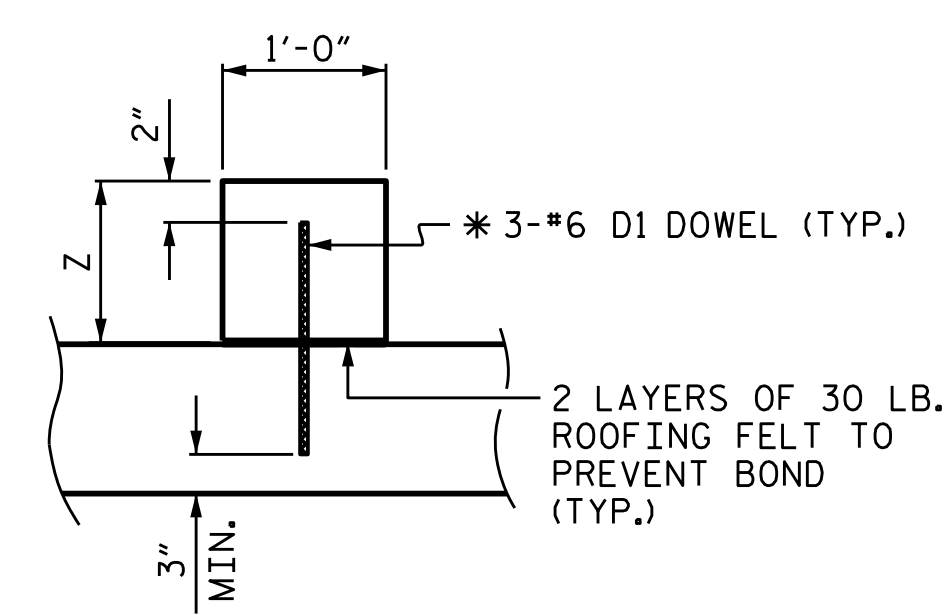 1'-0"
2"
Z
✳ 3-#6 D1 DOWEL (TYP.)
2 LAYERS OF 30 LB.
ROOFING FELT TO
PREVENT BOND
(TYP.)
3"
MIN.